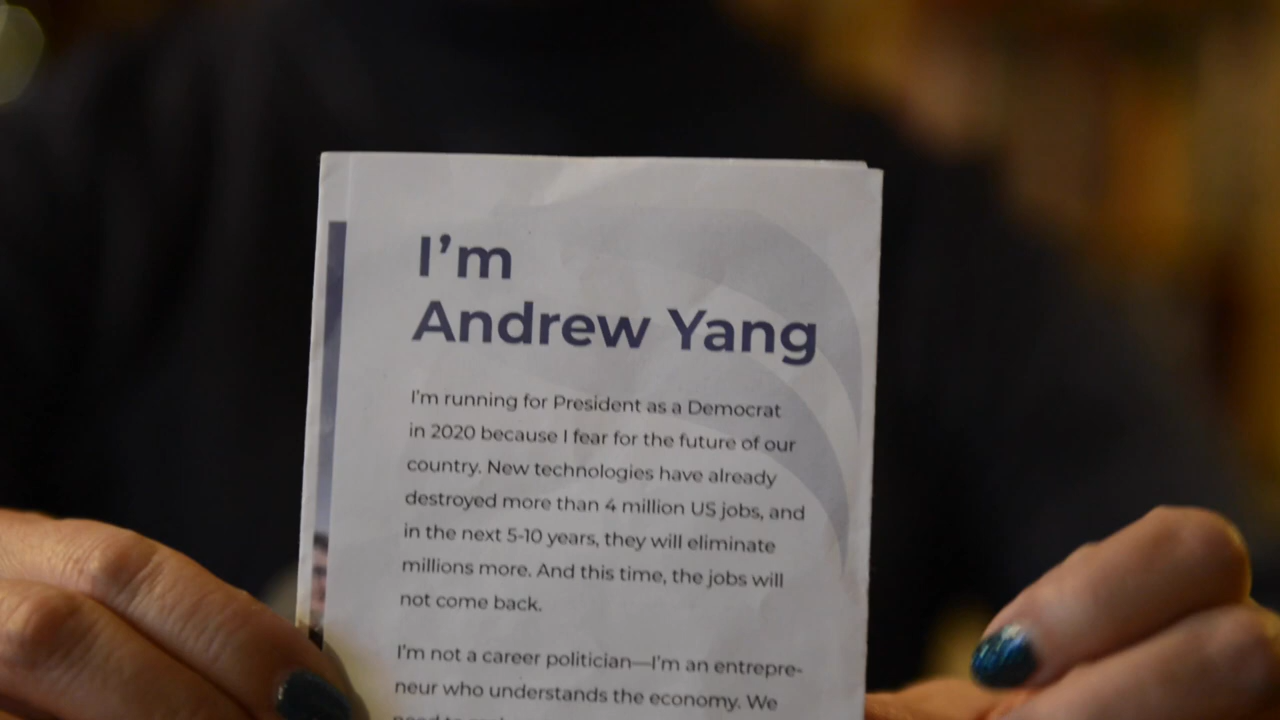 I'm
Andrew Yang
I'm running for President as a Democrat
in 2020 because I fear for the future of our
country. New technologies have already
destroyed more than 4 million US jobs, and
in the next 5-10 years, they will eliminate
millions more. And this time, the jobs will
not come back.
I'm not a career politician—I'm an entrepre-
neur who understands the economy. We
need to